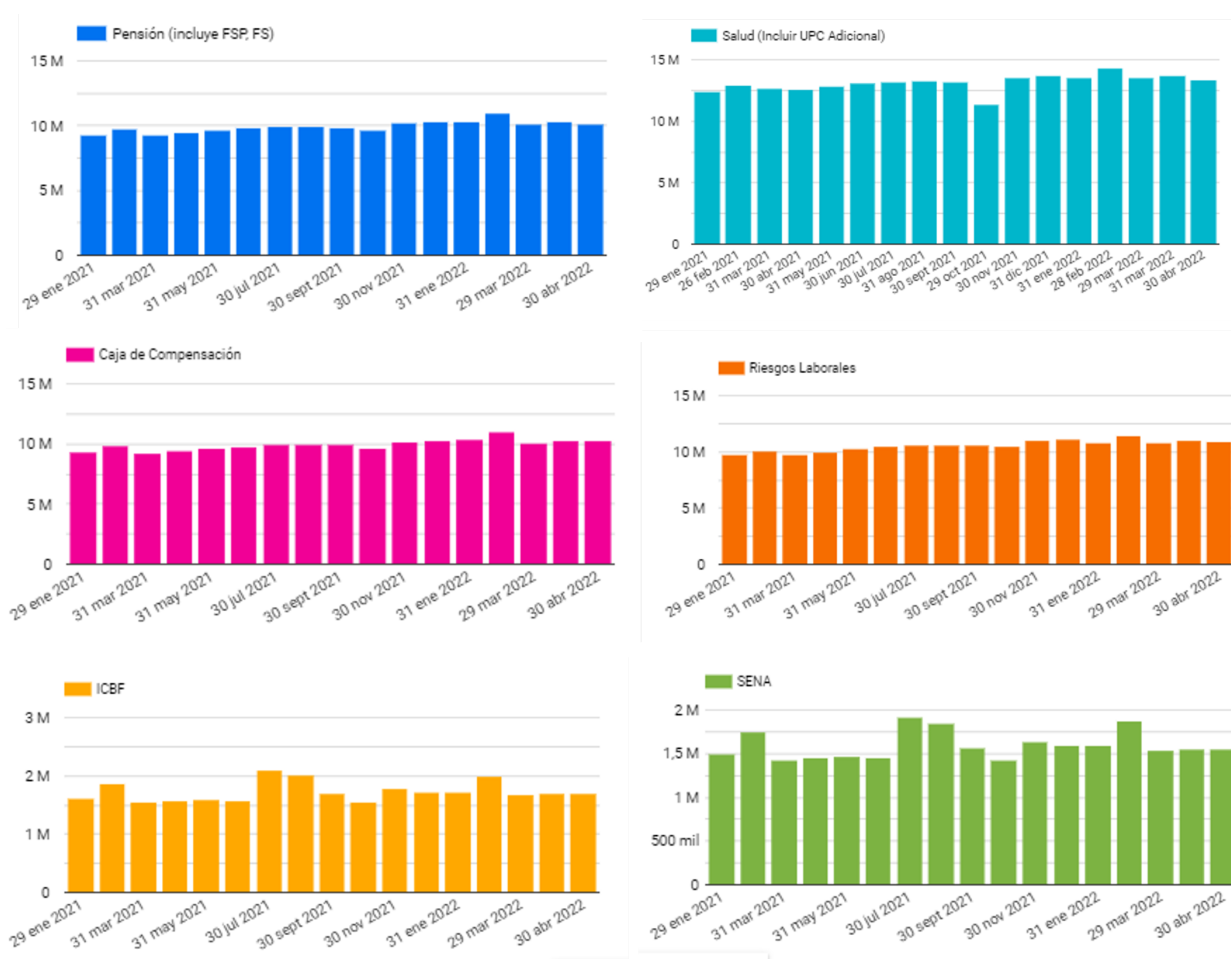 Pensión (incluye FSP, FS)
15 M
10 M
5 M
0
29 ene 2021
31 mar 2021
31 may 2021
30 jul 2021
30 sept 2021
30 nov 2021
31 ene 2022
29 mar 2022
30 abr 2022
Salud (Incluir UPC Adicional)
15 M
10 M
5 M
0
29 ene 2021
26 feb 2021
31 mar 2021
30 abr 2021
31 may 2021
30 jun 2021
30 jul 2021
31 ago 2021
30 sept 2021
29 oct 2021
30 nov 2021
31 dic 2021
31 ene 2022
28 feb 2022
29 mar 2022
31 mar 2022
30 abr 2022
Caja de Compensación
15 M
10 M
5 M
0
29 ene 2021
31 mar 2021
31 may 2021
30 jul 2021
30 sept 2021
30 nov 2021
31 ene 2022
29 mar 2022
30 abr 2022
Riesgos Laborales
15 M
10 M
5 M
0
29 ene 2021
31 mar 2021
31 may 2021
30 jul 2021
30 sept 2021
30 nov 2021
31 ene 2022
29 mar 2022
30 abr 2022
ICBF
3 M
2 M
1 M
0
29 ene 2021
31 mar 2021
31 may 2021
30 jul 2021
30 sept 2021
30 nov 2021
31 ene 2022
29 mar 2022
30 abr 2022
SENA
2 M
1,5 M
1 M
500 mil
0
29 ene 2021
31 mar 2021
31 may 2021
30 jul 2021
30 sept 2021
30 nov 2021
31 ene 2022
29 mar 2022
30 abr 2022